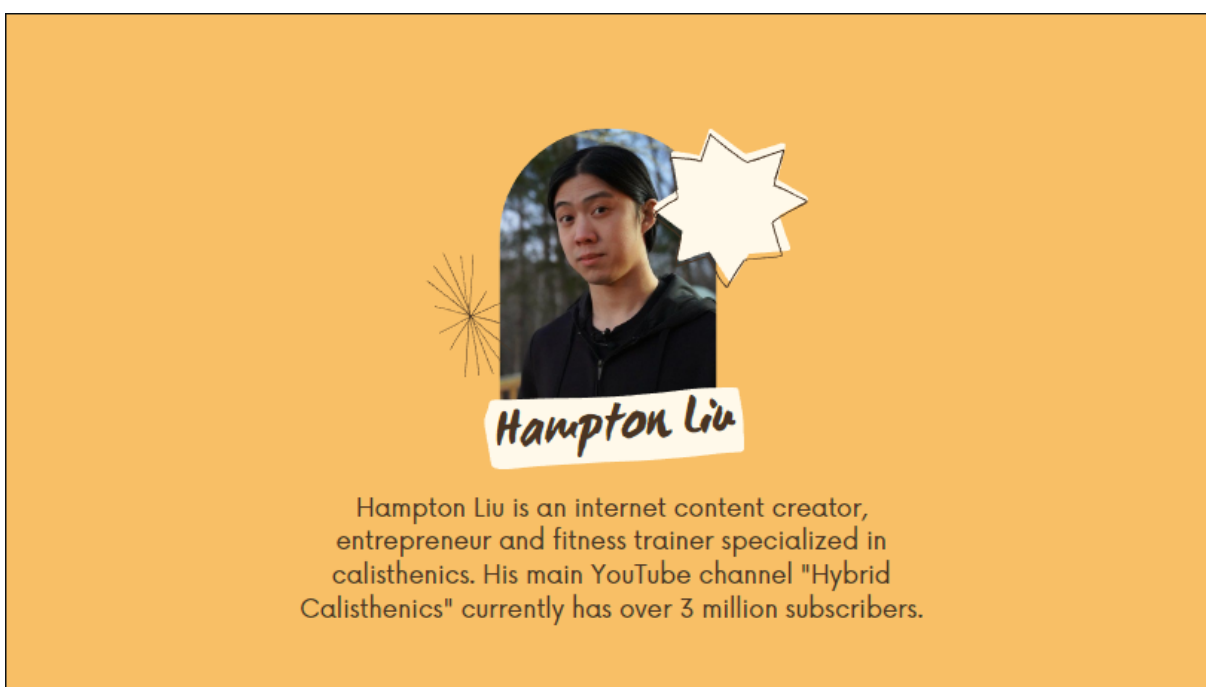 Hampton Liu
Hampton Liu is an internet content creator,
entrepreneur and fitness trainer specialized in
calisthenics. His main YouTube channel "Hybrid
Calisthenics" currently has over 3 million subscribers.